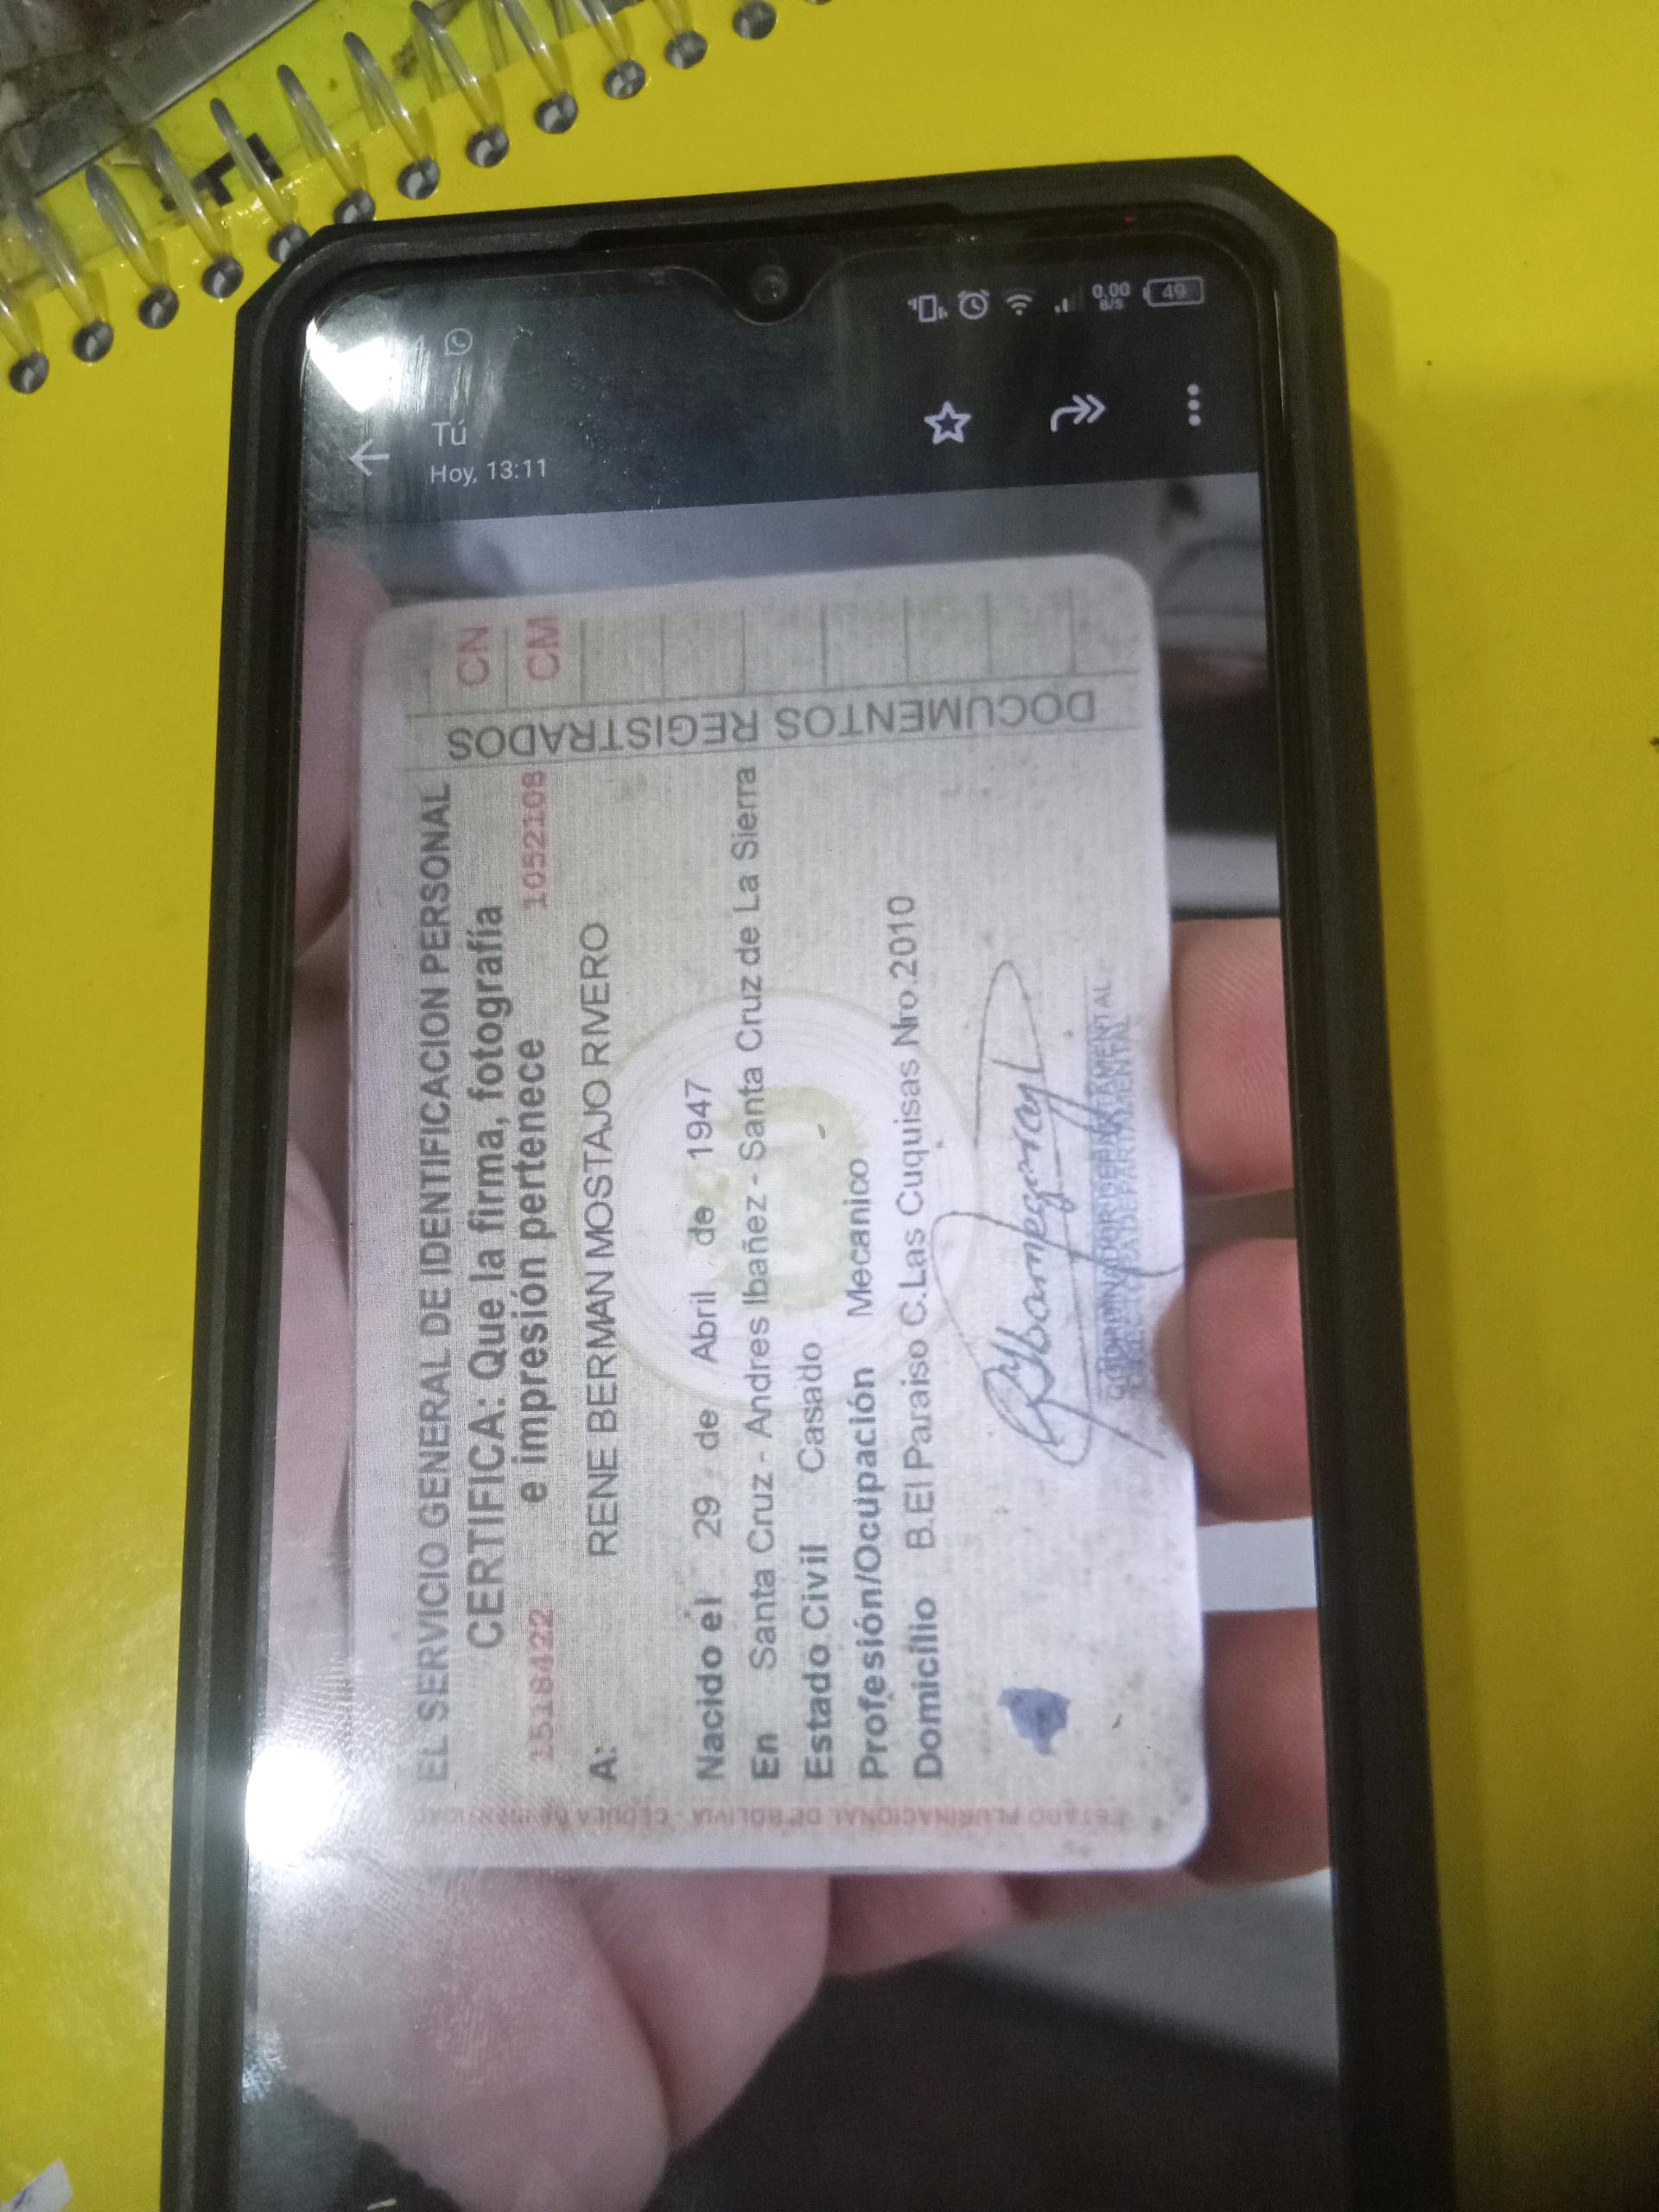 0,00
B/s
49
Tú
Hoy, 13:11
EL SERVICIO GENERAL DE IDENTIFICACION PERSONAL
CERTIFICA: Que la firma, fotografía
e impresión pertenece
1518422
1052108
A: RENE BERMAN MOSTAJO RIVERO
Nacido el 29 de Abril de 1947
En Santa Cruz - Andres Ibañez - Santa Cruz de La Sierra
Estado Civil Casado
Profesión/Ocupación Mecanico
Domicilio B.El Paraiso C.Las Cuquisas Nro.2010
DOCUMENTOS REGISTRADOS
CN
CM
ESTADO PLURINACIONAL DE BOLIVIA CEDULA DE IDENTIDAD